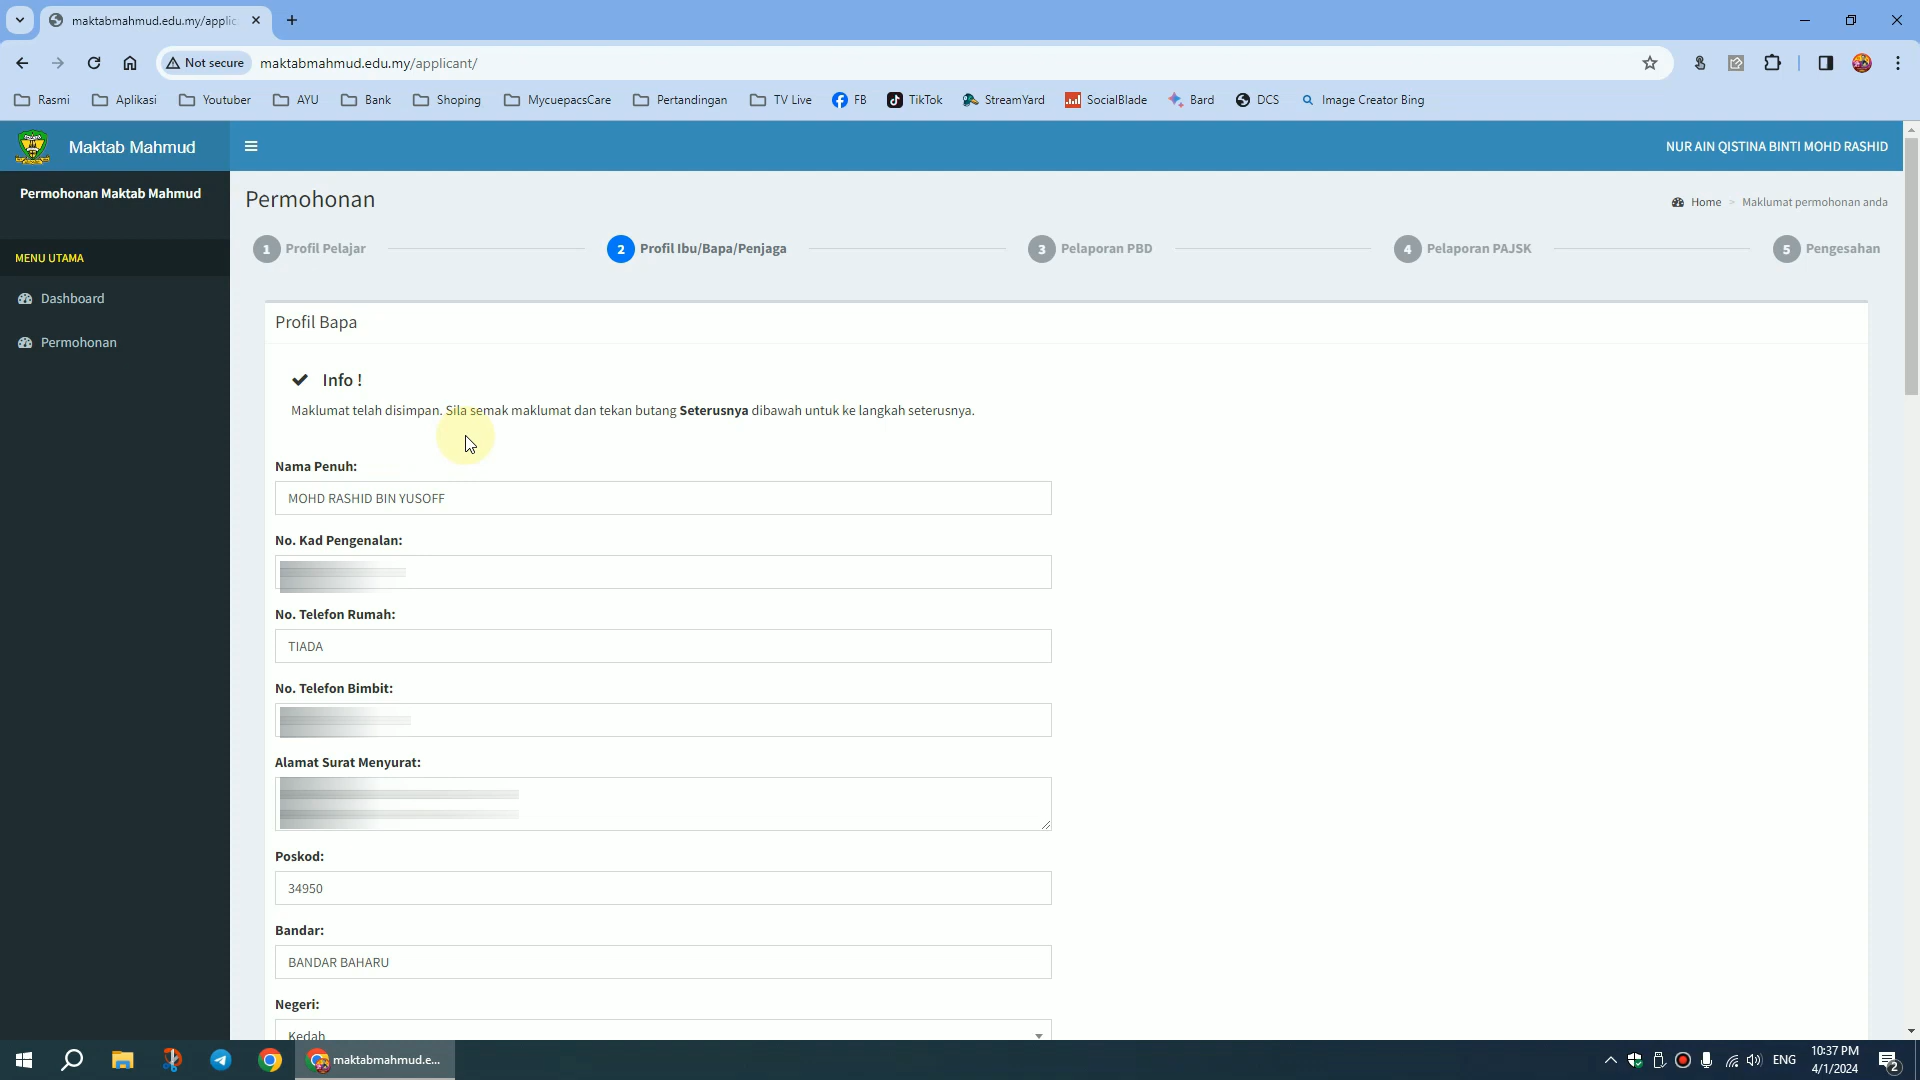 maktabmahmud.edu.my/applic
Not secure
maktabmahmud.edu.my/applicant/
Rasmi
Aplikasi
Youtuber
AYU
Bank
Shoping
MycuepacsCare
Pertandingan
TV Live
FB
TikTok
StreamYard
SocialBlade
Bard
DCS
Image Creator Bing
Maktab Mahmud
NUR AIN QISTINA BINTI MOHD RASHID
Permohonan Maktab Mahmud
MENU UTAMA
Dashboard
Permohonan
Permohonan
Home > Maklumat permohonan anda
1 Profil Pelajar
2 Profil Ibu/Bapa/Penjaga
3 Pelaporan PBD
4 Pelaporan PAJSK
5 Pengesahan
Profil Bapa
Info !
Maklumat telah disimpan. Sila semak maklumat dan tekan butang Seterusnya dibawah untuk ke langkah seterusnya.
Nama Penuh:
MOHD RASHID BIN YUSOFF
No. Kad Pengenalan:
No. Telefon Rumah:
TIADA
No. Telefon Bimbit:
Alamat Surat Menyurat:
Poskod:
34950
Bandar:
BANDAR BAHARU
Negeri:
Kedah
maktabmahmud.e...
ENG
10:37 PM
4/1/2024
2